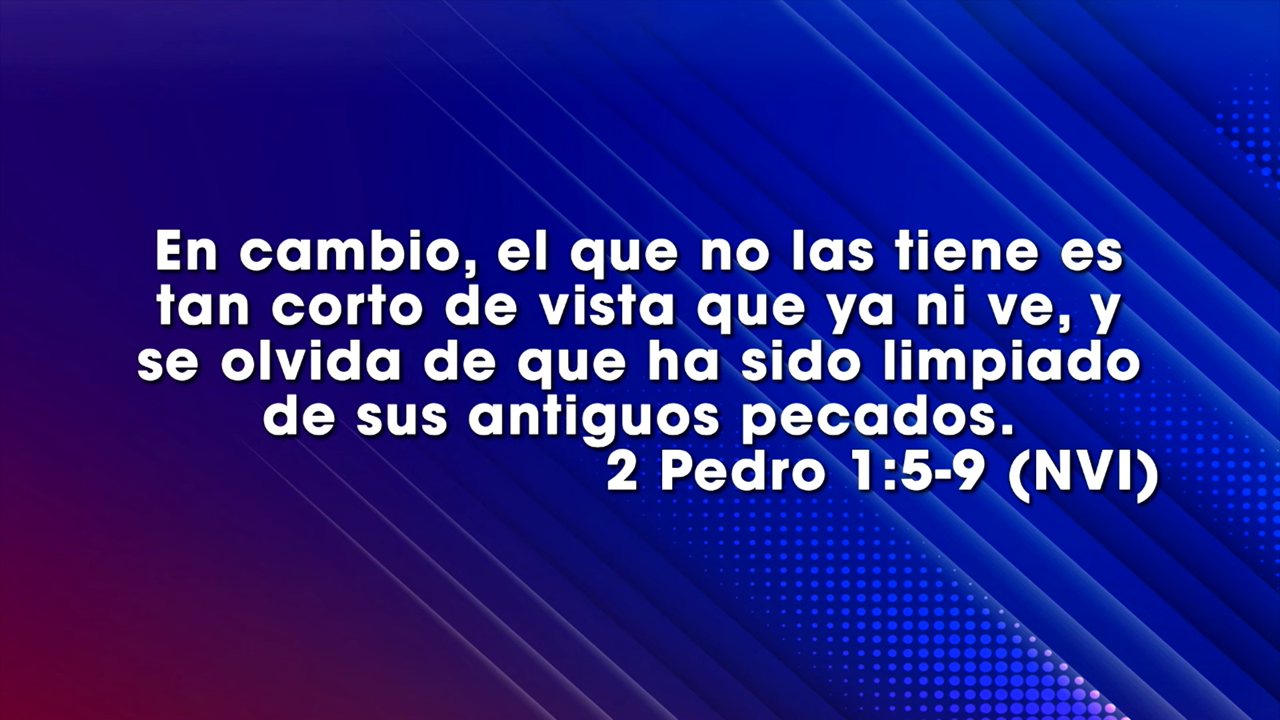 En cambio, el que no las tiene es
tan corto de vista que ya ni ve, y
se olvida de que ha sido limpiado
de sus antiguos pecados.
2 Pedro 1:5-9 (NVI)